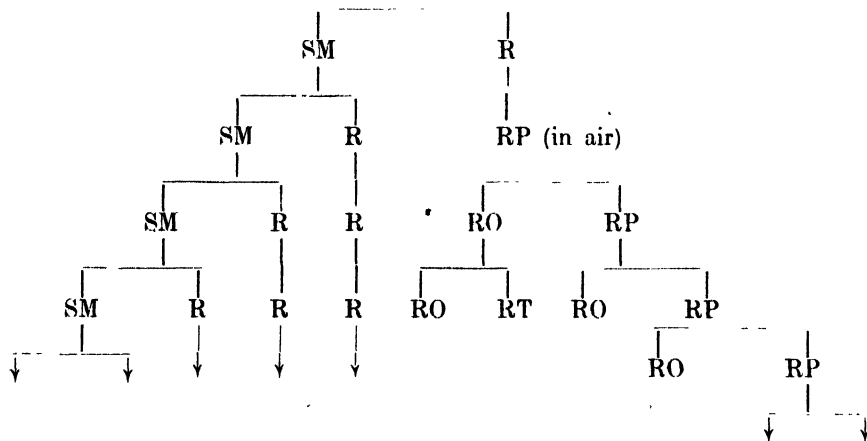 SM R
SM R RP (in air)
SM R R RO RP
SM R R R RO RT RO RP
RO RP